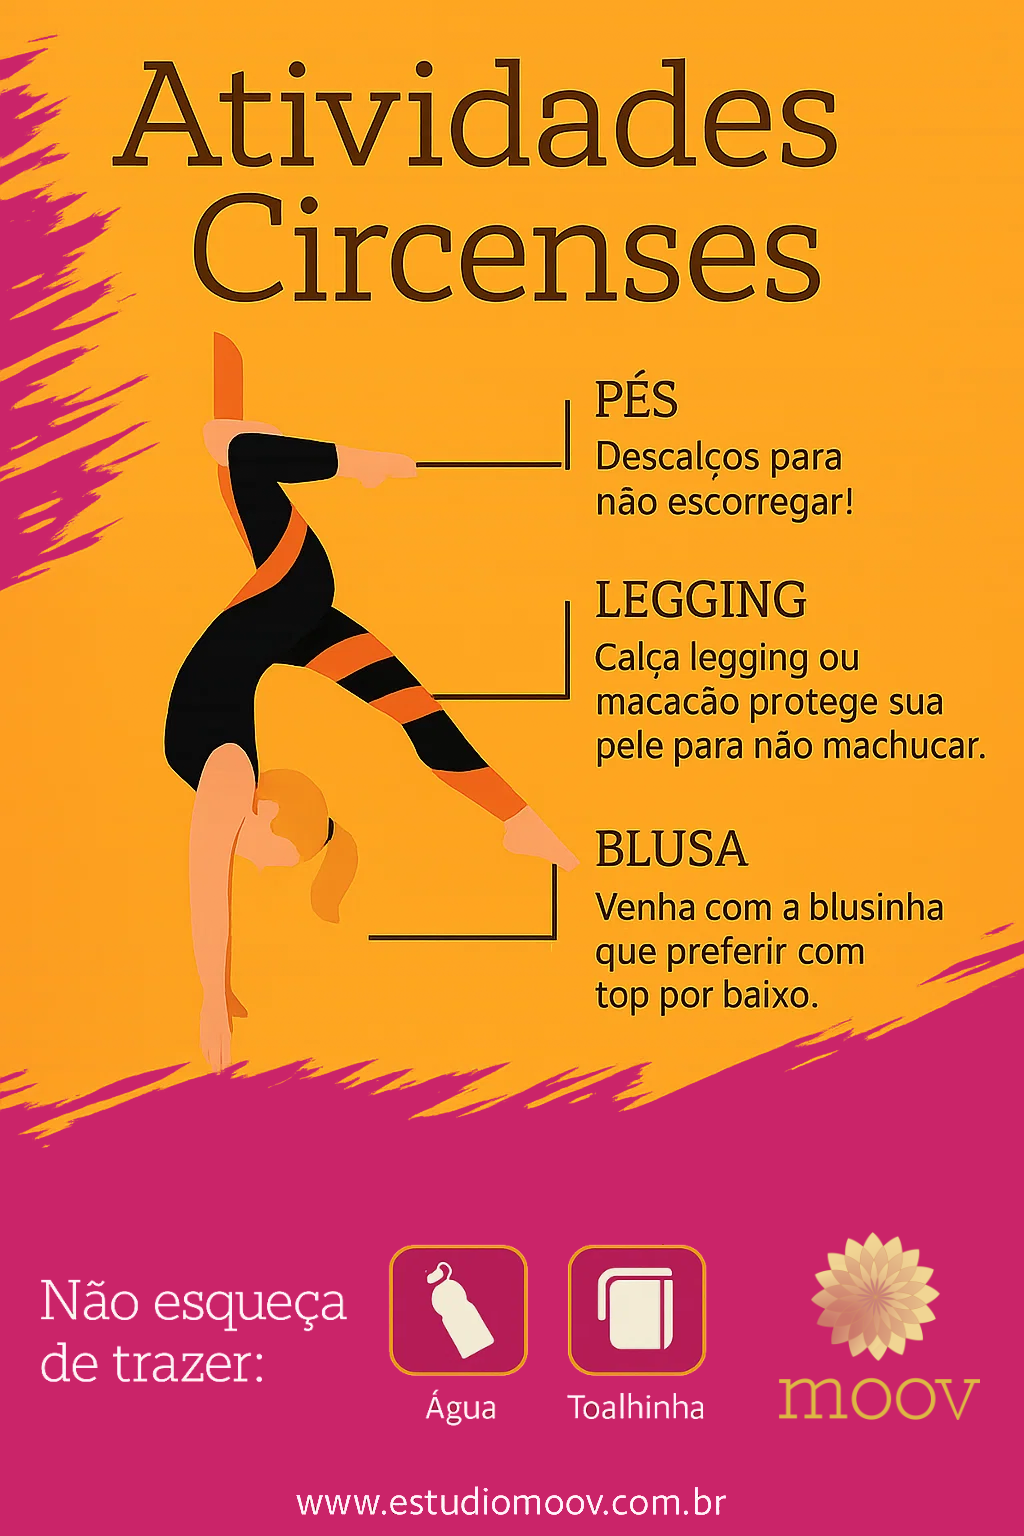 Atividades
Circenses
PÉS
Descalços para
não escorregar!
LEGGING
Calça legging ou
macacão protege sua
pele para não machucar.
BLUSA
Venha com a blusinha
que preferir com
top por baixo.
Não esqueça
de trazer:
Água
Toalhinha
moov
www.estudiomoov.com.br